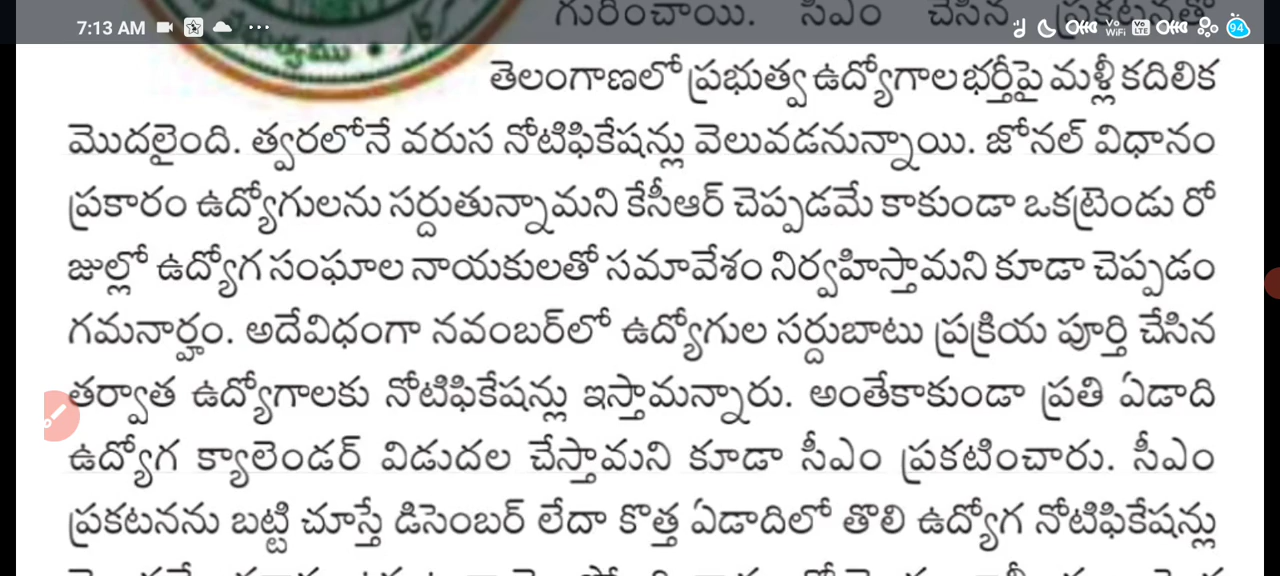 7:13 AM
గురించాయి. సీఎం చేసిన ప్రకటనతో
తెలంగాణలో ప్రభుత్వ ఉద్యోగాల భర్తీపై మళ్లీ కదిలిక
మొదలైంది. త్వరలోనే వరుస నోటిఫికేషన్లు వెలువడనున్నాయి. జోనల్ విధానం
ప్రకారం ఉద్యోగులను సర్దుతున్నామని కేసీఆర్ చెప్పడమే కాకుండా ఒకట్రెండు రో
జుల్లో ఉద్యోగ సంఘాల నాయకులతో సమావేశం నిర్వహిస్తామని కూడా చెప్పడం
గమనార్హం. అదేవిధంగా నవంబర్‌లో ఉద్యోగుల సర్దుబాటు ప్రక్రియ పూర్తి చేసిన
తర్వాత ఉద్యోగాలకు నోటిఫికేషన్లు ఇస్తామన్నారు. అంతేకాకుండా ప్రతి ఏడాది
ఉద్యోగ క్యాలెండర్ విడుదల చేస్తామని కూడా సీఎం ప్రకటించారు. సీఎం
ప్రకటనను బట్టి చూస్తే డిసెంబర్ లేదా కొత్త ఏడాదిలో తొలి ఉద్యోగ నోటిఫికేషన్లు